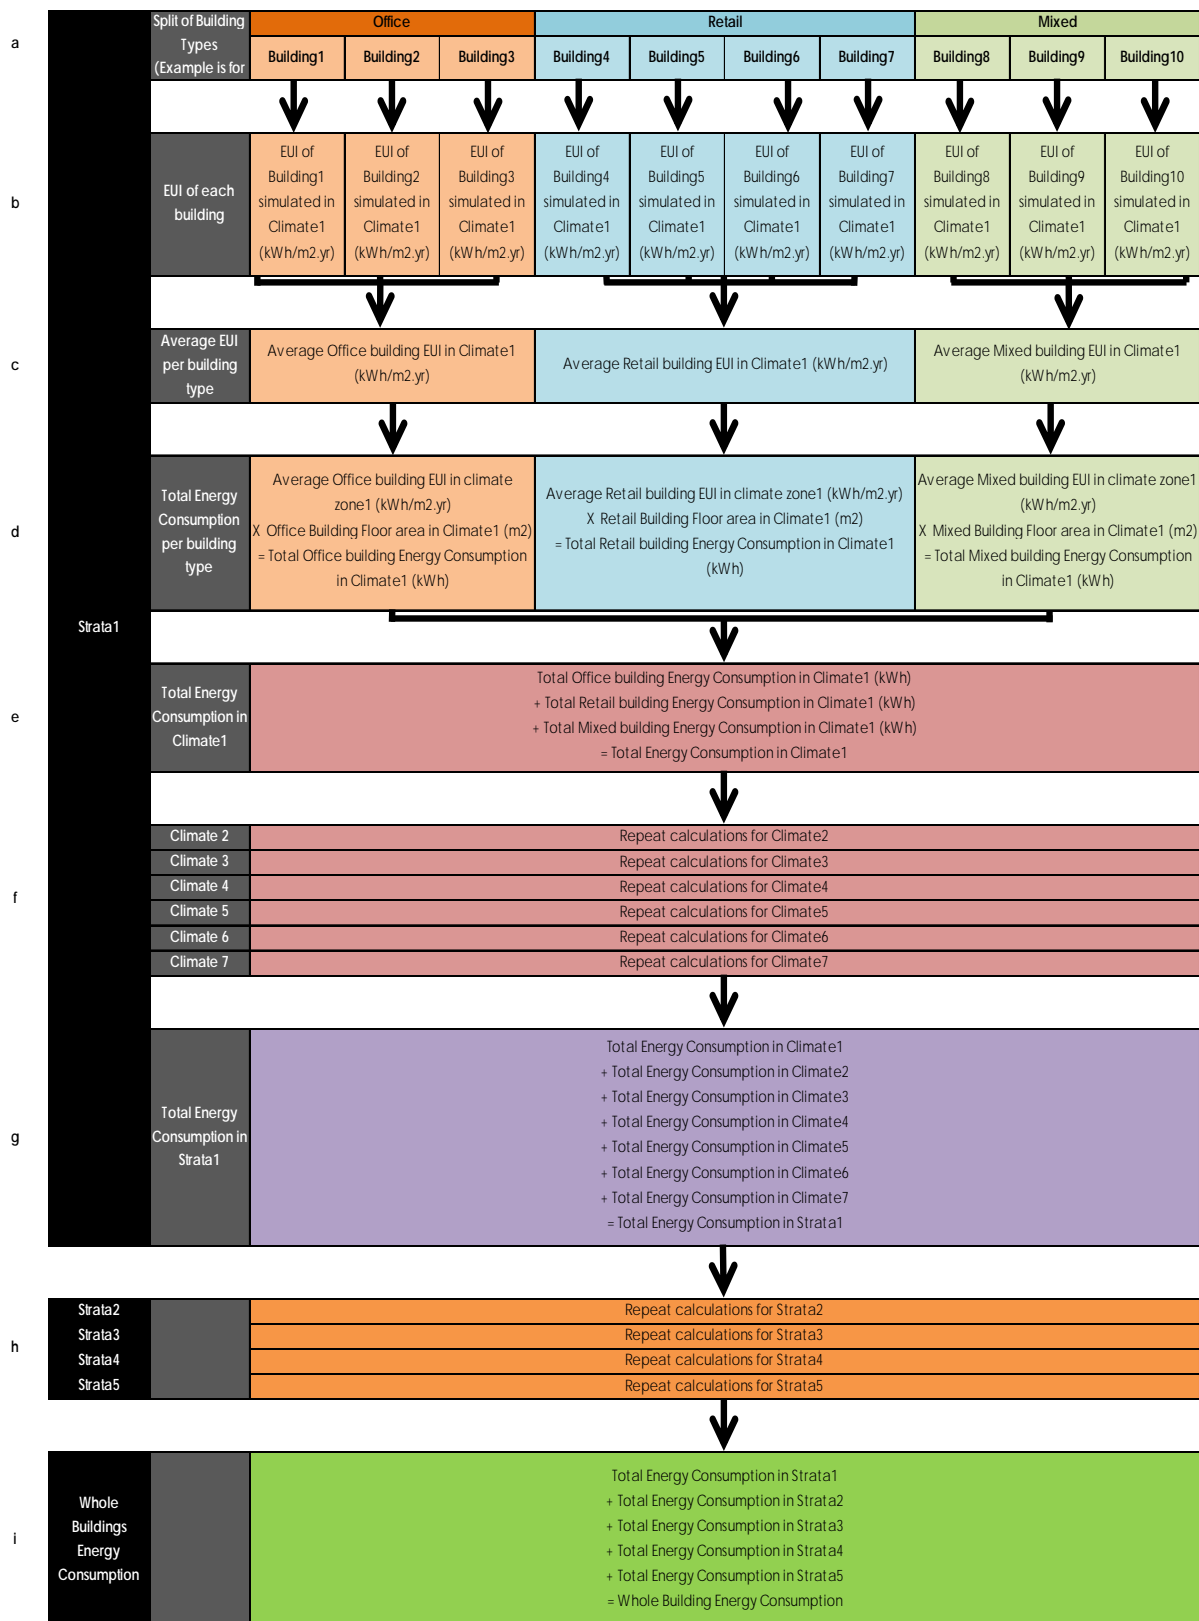 a
Split of Building
Types
(Example is for
Office
Retail
Mixed
Building1
Building2
Building3
Building4
Building5
Building6
Building7
Building8
Building9
Building10
b
EUI of each
building
EUI of
Building1
simulated in
Climate1
(kWh/m2.yr)
EUI of
Building2
simulated in
Climate1
(kWh/m2.yr)
EUI of
Building3
simulated in
Climate1
(kWh/m2.yr)
EUI of
Building4
simulated in
Climate1
(kWh/m2.yr)
EUI of
Building5
simulated in
Climate1
(kWh/m2.yr)
EUI of
Building6
simulated in
Climate1
(kWh/m2.yr)
EUI of
Building7
simulated in
Climate1
(kWh/m2.yr)
EUI of
Building8
simulated in
Climate1
(kWh/m2.yr)
EUI of
Building9
simulated in
Climate1
(kWh/m2.yr)
EUI of
Building10
simulated in
Climate1
(kWh/m2.yr)
c
Average EUI
per building
type
Average Office building EUI in Climate1
(kWh/m2.yr)
Average Retail building EUI in Climate1 (kWh/m2.yr)
Average Mixed building EUI in Climate1
(kWh/m2.yr)
d
Total Energy
Consumption
per building
type
Average Office building EUI in climate
zone1 (kWh/m2.yr)
X Office Building Floor area in Climate1 (m2)
= Total Office building Energy Consumption
in Climate1 (kWh)
Average Retail building EUI in climate zone1 (kWh/m2.yr)
X Retail Building Floor area in Climate1 (m2)
= Total Retail building Energy Consumption in Climate1
(kWh)
Average Mixed building EUI in climate zone1
(kWh/m2.yr)
X Mixed Building Floor area in Climate1 (m2)
= Total Mixed building Energy Consumption
in Climate1 (kWh)
Strata1
e
Total Energy
Consumption in
Climate1
Total Office building Energy Consumption in Climate1 (kWh)
+ Total Retail building Energy Consumption in Climate1 (kWh)
+ Total Mixed building Energy Consumption in Climate1 (kWh)
= Total Energy Consumption in Climate1
f
Climate 2
Repeat calculations for Climate2
Climate 3
Repeat calculations for Climate3
Climate 4
Repeat calculations for Climate4
Climate 5
Repeat calculations for Climate5
Climate 6
Repeat calculations for Climate6
Climate 7
Repeat calculations for Climate7
g
Total Energy
Consumption in
Strata1
Total Energy Consumption in Climate1
+ Total Energy Consumption in Climate2
+ Total Energy Consumption in Climate3
+ Total Energy Consumption in Climate4
+ Total Energy Consumption in Climate5
+ Total Energy Consumption in Climate6
+ Total Energy Consumption in Climate7
= Total Energy Consumption in Strata1
h
Strata2
Repeat calculations for Strata2
Strata3
Repeat calculations for Strata3
Strata4
Repeat calculations for Strata4
Strata5
Repeat calculations for Strata5
i
Whole
Buildings
Energy
Consumption
Total Energy Consumption in Strata1
+ Total Energy Consumption in Strata2
+ Total Energy Consumption in Strata3
+ Total Energy Consumption in Strata4
+ Total Energy Consumption in Strata5
= Whole Building Energy Consumption